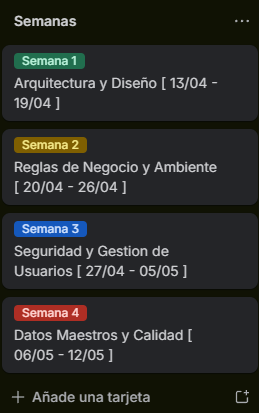 Semanas
Semana 1
Arquitectura y Diseño [ 13/04 -
19/04 ]
Semana 2
Reglas de Negocio y Ambiente
[ 20/04 - 26/04 ]
Semana 3
Seguridad y Gestion de
Usuarios [ 27/04 - 05/05 ]
Semana 4
Datos Maestros y Calidad [
06/05 - 12/05 ]
Añade una tarjeta